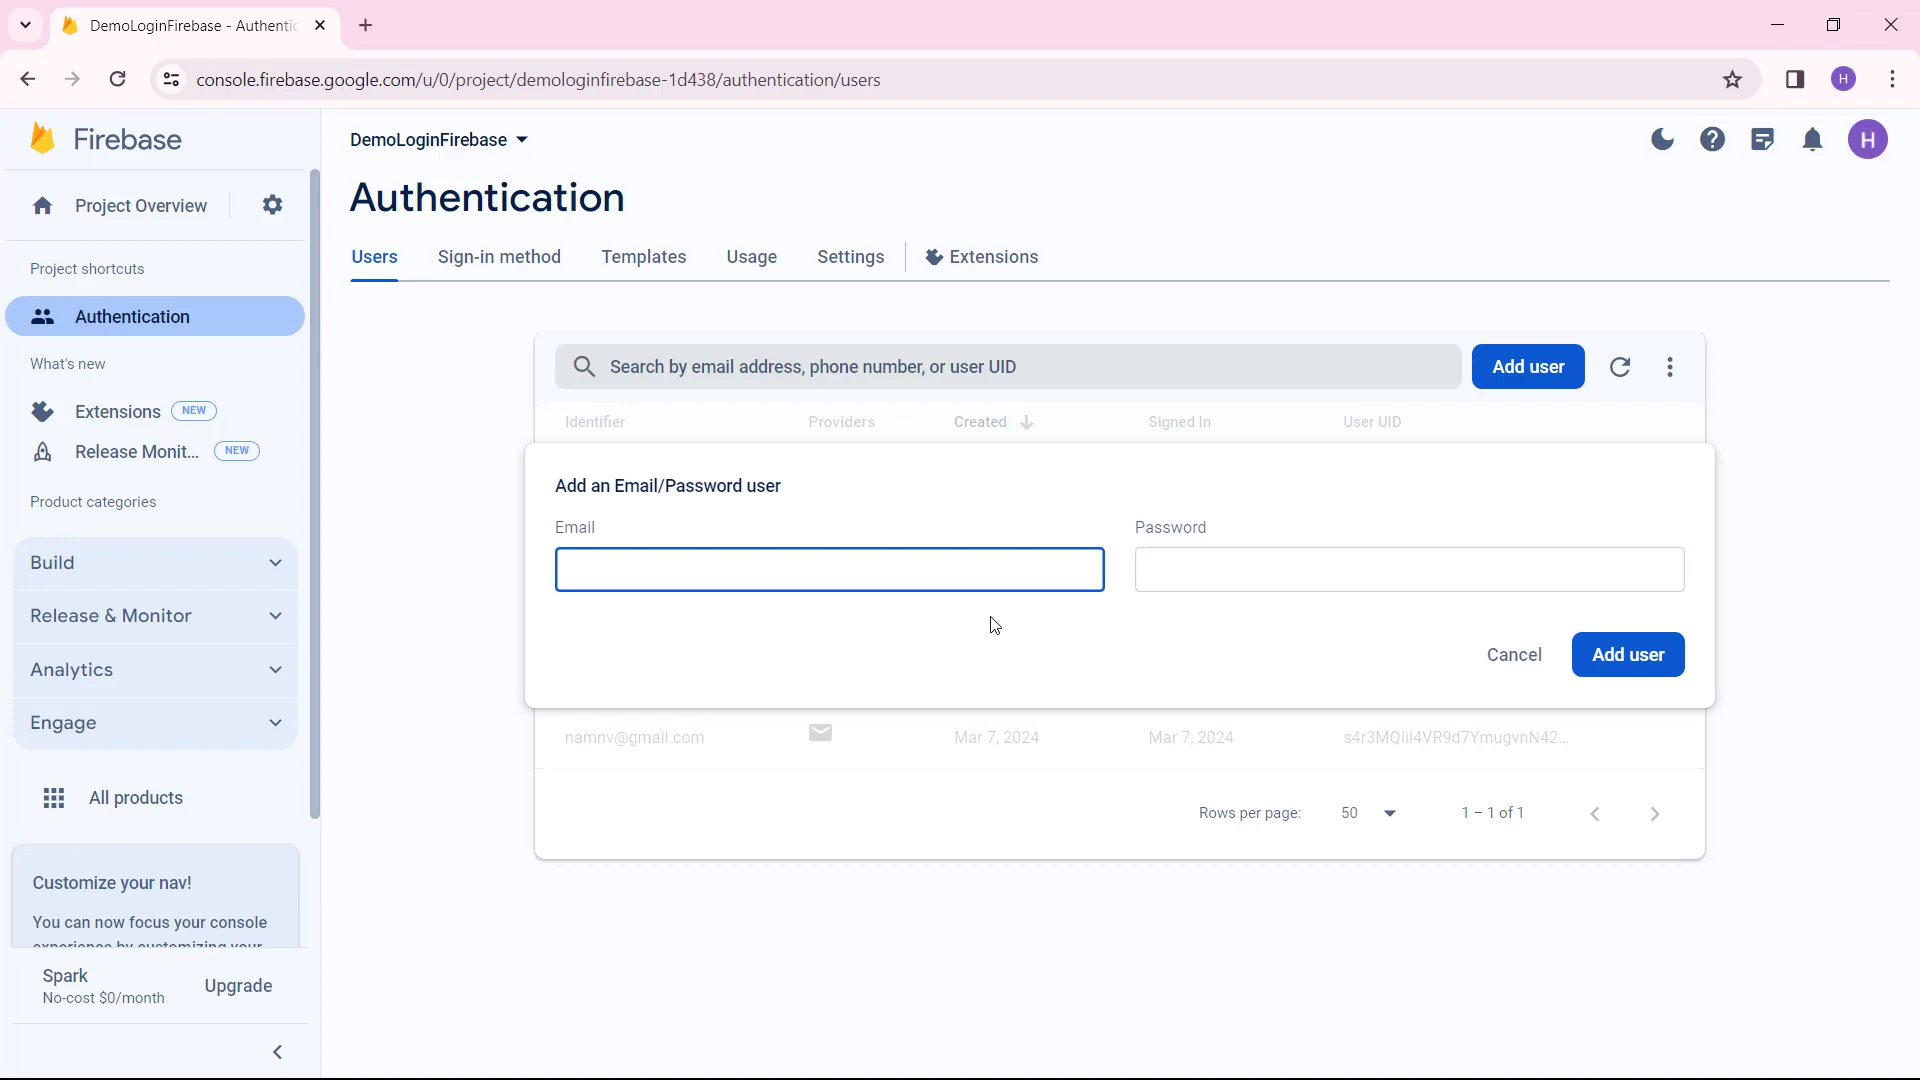 DemoLoginFirebase - Authentic
console.firebase.google.com/u/0/project/demologinfirebase-1d438/authentication/users
H
Firebase
DemoLoginFirebase
H
Project Overview
Authentication
Users
Sign-in method
Templates
Usage
Settings
Extensions
Project shortcuts
Authentication
What's new
Extensions NEW
Release Monit... NEW
Product categories
Build
Release & Monitor
Analytics
Engage
All products
Customize your nav!
You can now focus your console
experience by customizing your
Spark
No-cost $0/month
Upgrade
Search by email address, phone number, or user UID
Add user
Identifier
Providers
Created
Signed In
User UID
Add an Email/Password user
Email
Password
Cancel
Add user
namnv@gmail.com
Mar 7, 2024
Mar 7, 2024
s4r3MQlil4VR9d7YmugvnN42...
Rows per page:
50
1 – 1 of 1